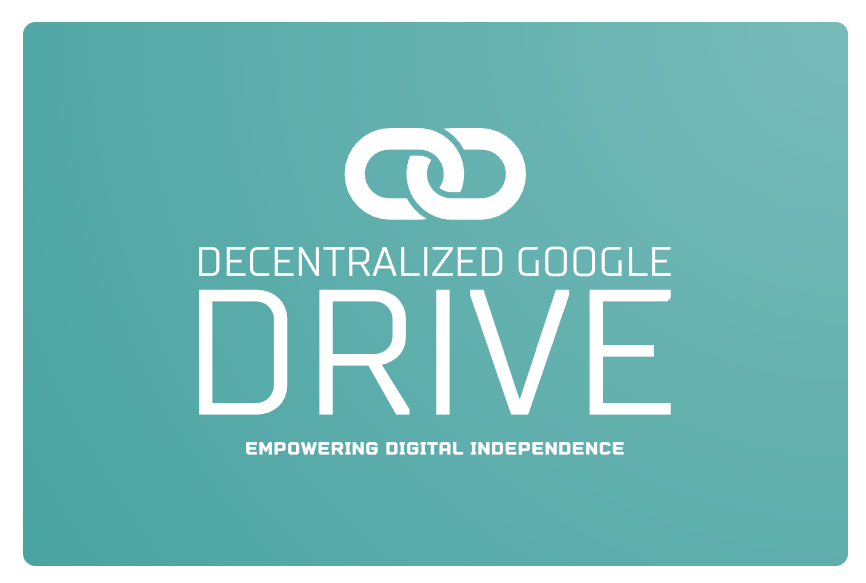 DECENTRALIZED GOOGLE
DRIVE
EMPOWERING DIGITAL INDEPENDENCE